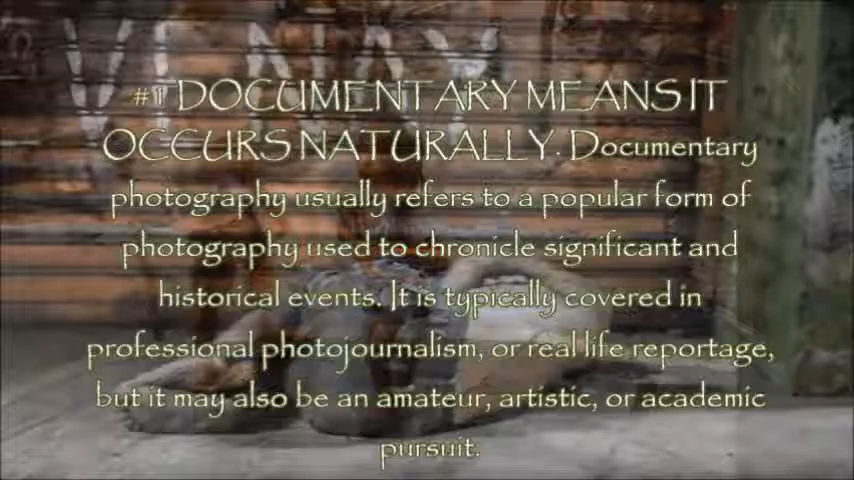 #1 DOCUMENTARY MEANS IT
OCCURS NATURALLY. Documentary
photography usually refers to a popular form of
photography used to chronicle significant and
historical events. It is typically covered in
professional photojournalism, or real life reportage,
but it may also be an amateur, artistic, or academic
pursuit.